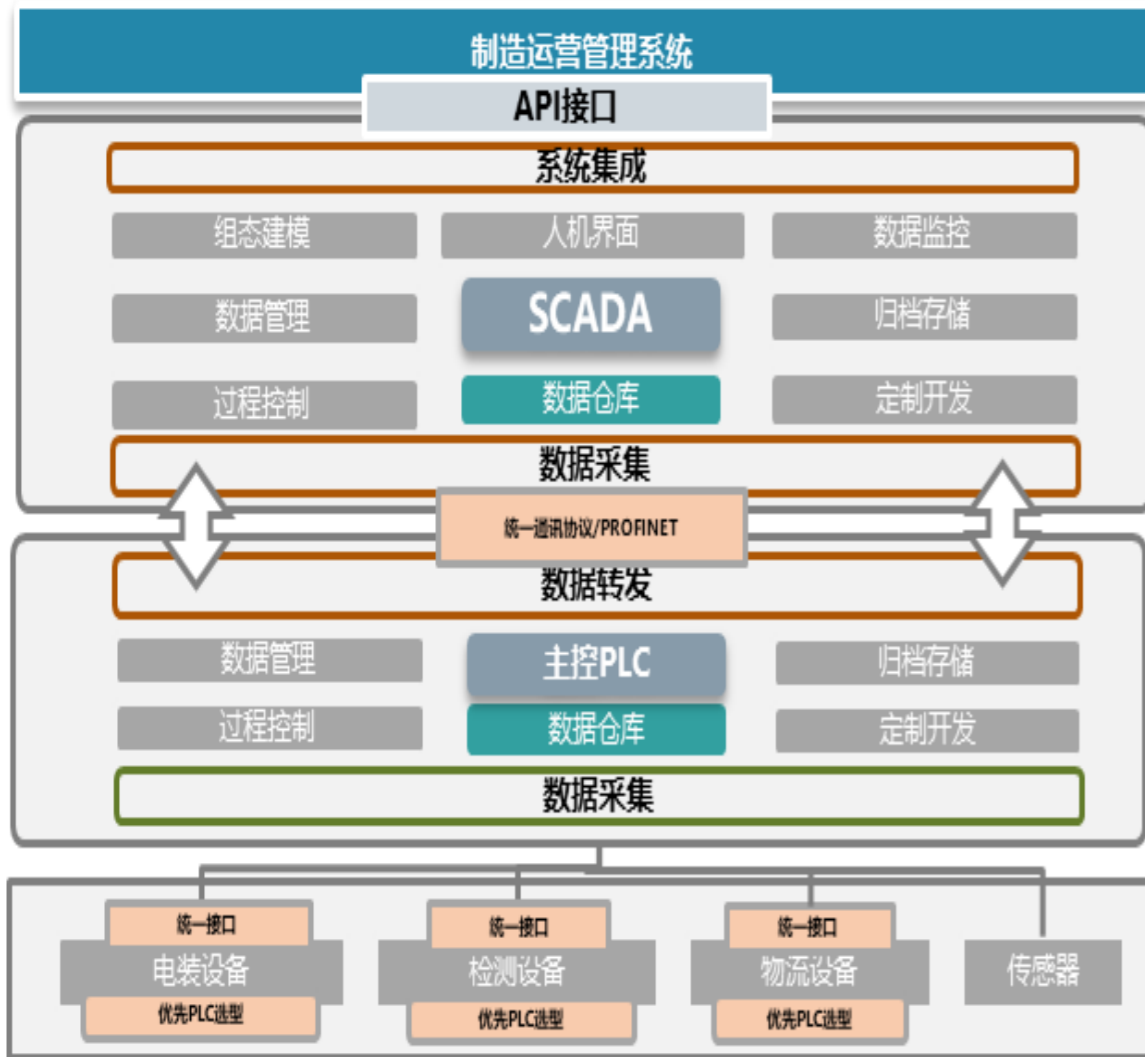 制造运营管理系统
API接口
系统集成
组态建模
人机界面
数据监控
数据管理
SCADA
归档存储
过程控制
数据仓库
定制开发
数据采集
统一通讯协议/PROFINET
数据转发
数据管理
主控PLC
归档存储
过程控制
数据仓库
定制开发
数据采集
统一接口
统一接口
统一接口
电装设备
检测设备
物流设备
传感器
优先PLC选型
优先PLC选型
优先PLC选型